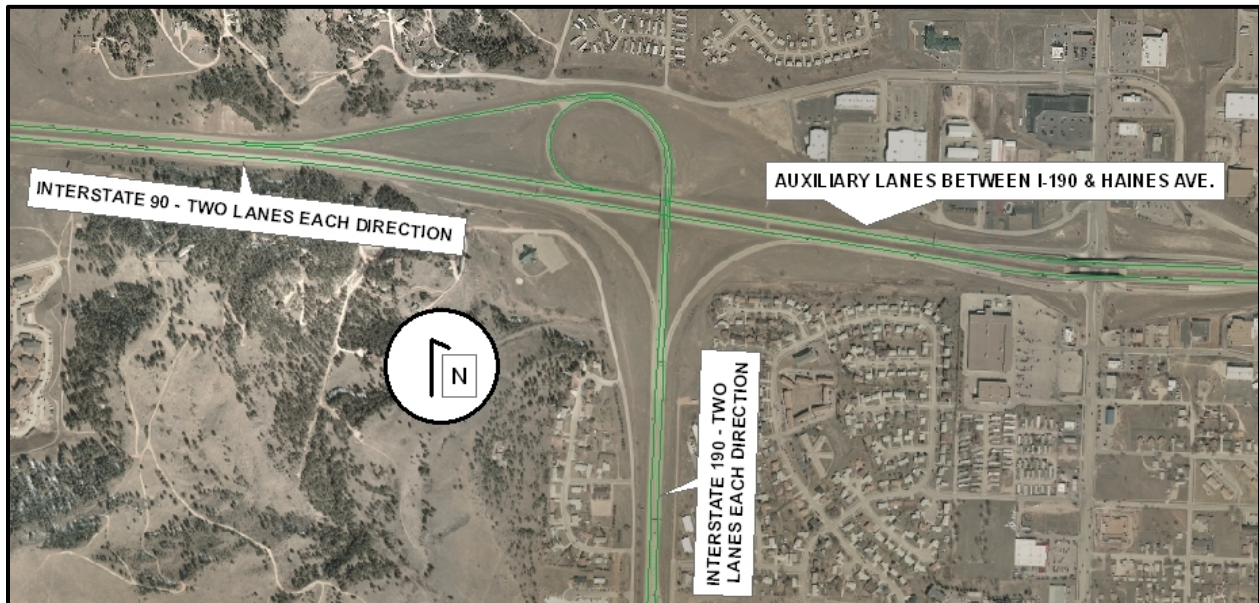 INTERSTATE 90 - TWO LANES EACH DIRECTION
AUXILIARY LANES BETWEEN I-190 & HAINES AVE.
N
INTERSTATE 190 - TWO
LANES EACH DIRECTION